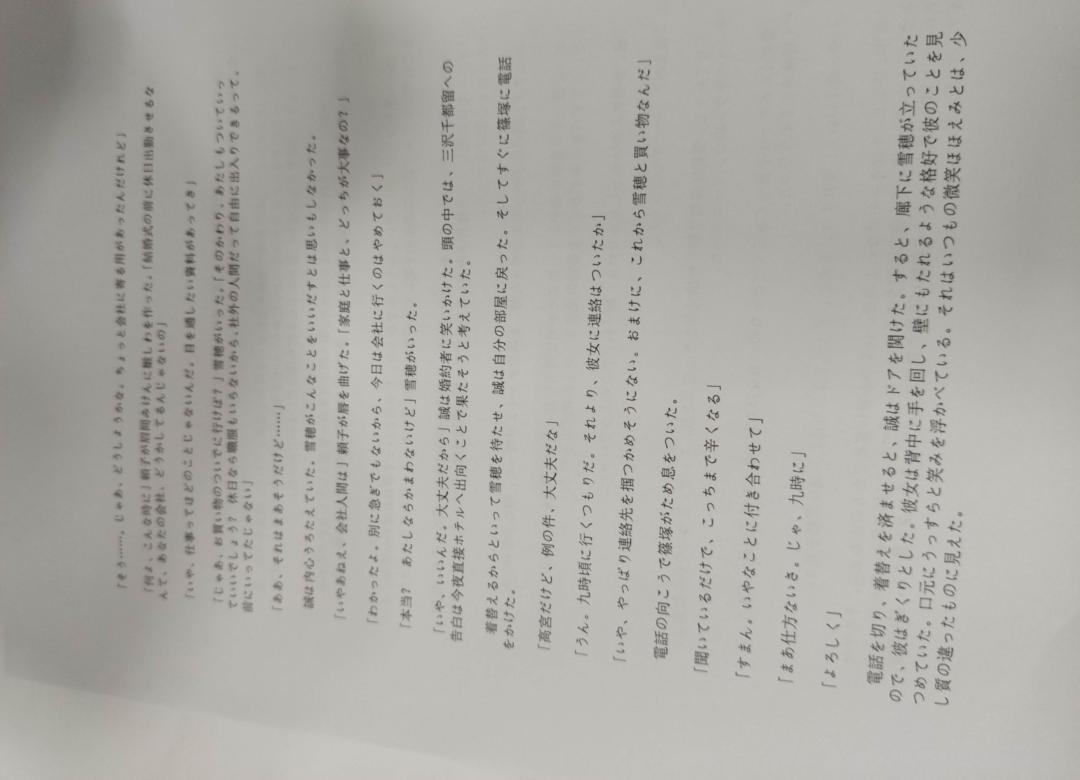 「そう……。じゃあ、どうしようかな。ちょっと会社に寄る用があったんだけれど」
「何よ、こんな時に」頼子が眉間みけんに皺しわを作った。「結婚式の前に休日出勤させるな
んて、あなたの会社、どうかしてるんじゃないの」
「いや、仕事ってほどのことじゃないんだ。目を通したい資料があってさ」
「じゃあ、お買い物のついでに行けば？」雪穂がいった。「そのかわり、あたしもついていっ
ていいでしょう？　休日なら職服もいらないから、社外の人間だって自由に出入りできるって、
前にいってたじゃない」
「ああ、それはまあそうだけど……」
誠は内心うろたえていた。雪穂がこんなことをいいだすとは思いもしなかった。
「いやあねえ、会社人間は」頼子が唇を曲げた。「家庭と仕事と、どっちが大事なの？」
「わかったよ。別に急ぎでもないから、今日は会社に行くのはやめておく」
「本当？　あたしならかまわないけど」雪穂がいった。
「いや、いいんだ。大丈夫だから」誠は婚約者に笑いかけた。頭の中では、三沢千都留への
告白は今夜直接ホテルへ出向くことで果たそうと考えていた。
着替えるからといって雪穂を待たせ、誠は自分の部屋に戻った。そしてすぐに篠塚に電話
をかけた。
「高宮だけど、例の件、大丈夫だな」
「うん。九時頃に行くつもりだ。それより、彼女に連絡はついたか」
「いや、やっぱり連絡先を掴つかめそうにない。おまけに、これから雪穂と買い物なんだ」
電話の向こうで篠塚がため息をついた。
「聞いているだけで、こっちまで辛くなる」
「すまん。いやなことに付き合わせて」
「まあ仕方ないさ。じゃ、九時に」
「よろしく」
電話を切り、着替えを済ませると、誠はドアを開けた。すると、廊下に雪穂が立っていた
ので、彼はぎくりとした。彼女は背中に手を回し、壁にもたれるような格好で彼のことを見
つめていた。口元にうっすらと笑みを浮かべている。それはいつもの微笑ほほえみとは、少
し質の違ったものに見えた。